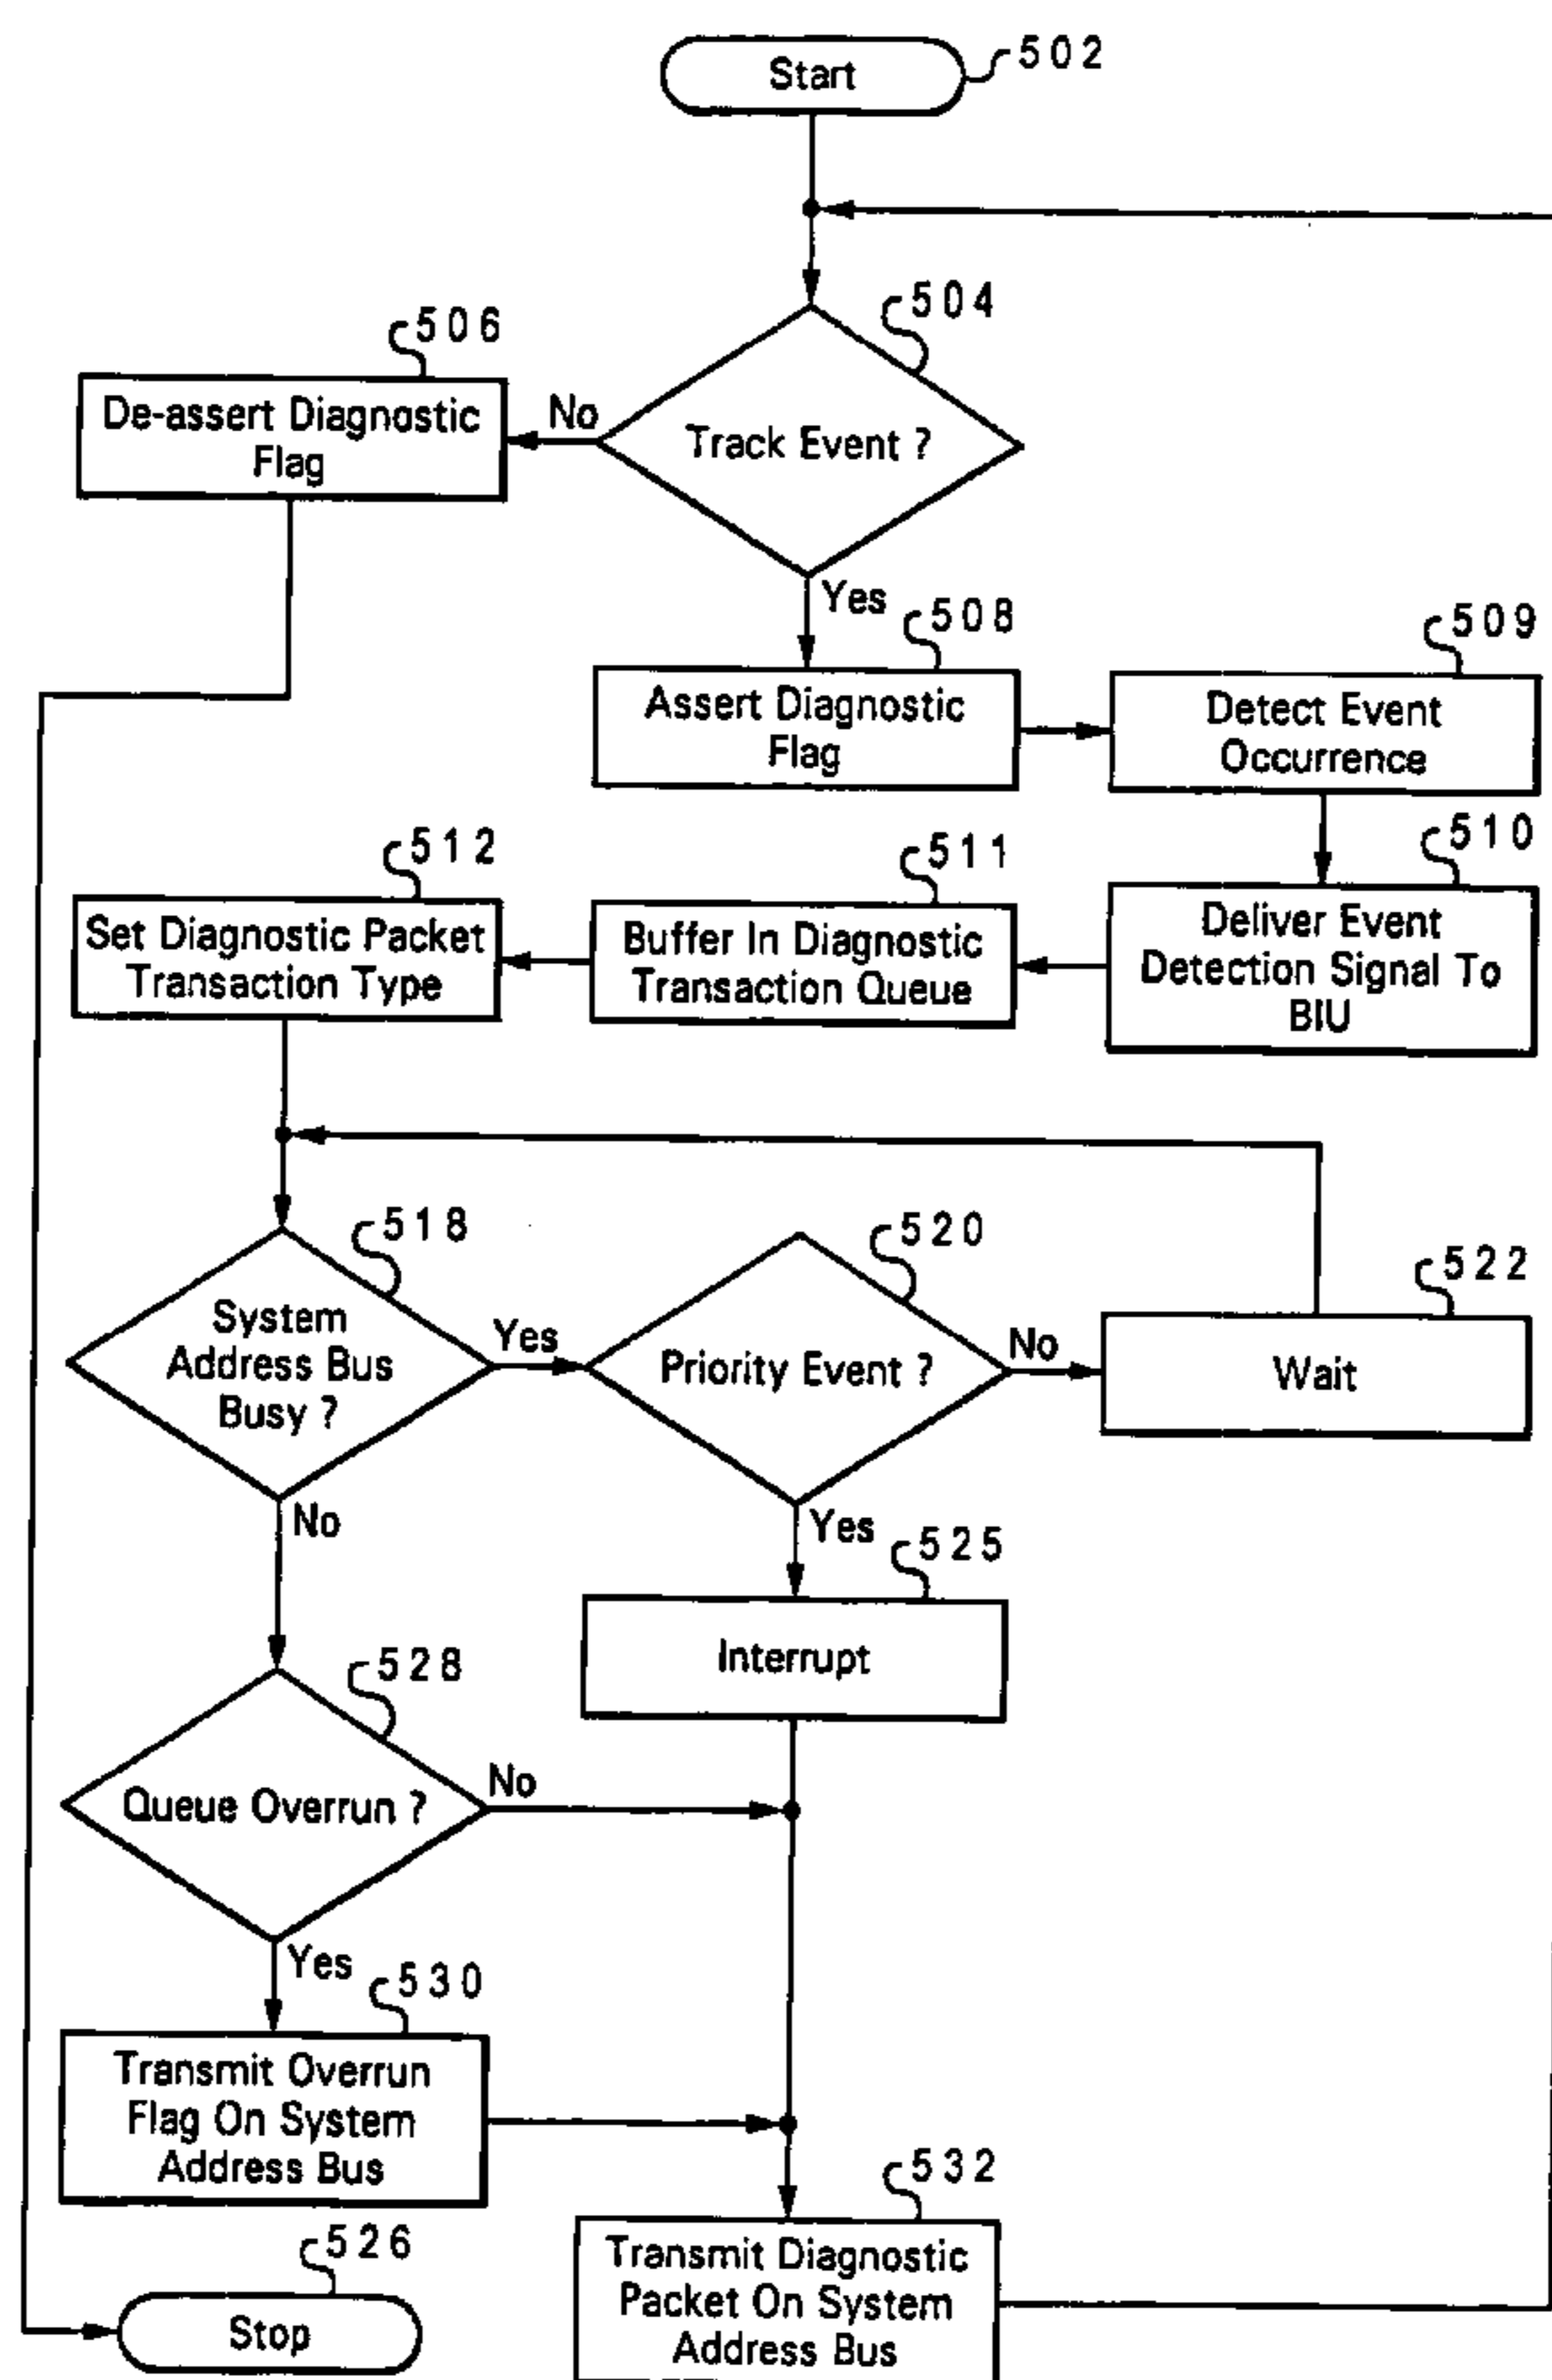 Start
502
504
506
De-assert Diagnostic
Flag
No
Track Event ?
Yes
508
509
Assert Diagnostic
Flag
Detect Event
Occurrence
512
511
510
Set Diagnostic Packet
Transaction Type
Buffer In Diagnostic
Transaction Queue
Deliver Event
Detection Signal To
BIU
518
520
522
System
Address Bus
Busy ?
Yes
Priority Event ?
No
Wait
No
Yes
525
Interrupt
528
Queue Overrun ?
No
Yes
530
Transmit Overrun
Flag On System
Address Bus
532
Transmit Diagnostic
Packet On System
Address Bus
526
Stop